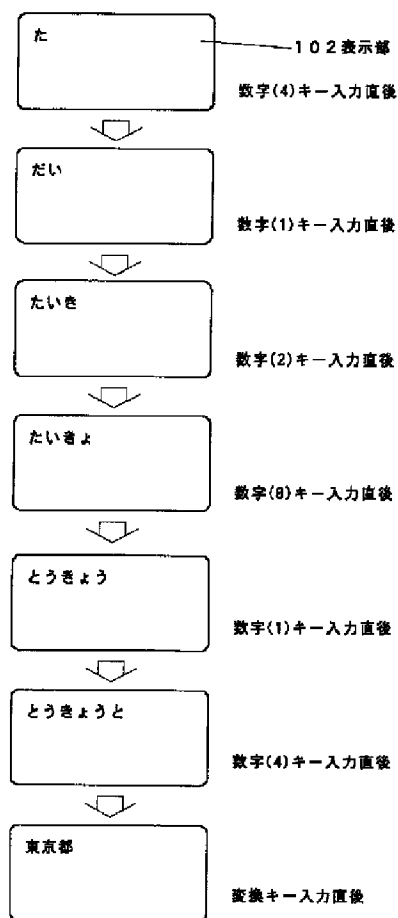 た
102表示部
数字(4)キー入力直後
だい
数字(1)キー入力直後
たいき
数字(2)キー入力直後
たいきょ
数字(8)キー入力直後
とうきょう
数字(1)キー入力直後
とうきょうと
数字(4)キー入力直後
東京都
変換キー入力直後